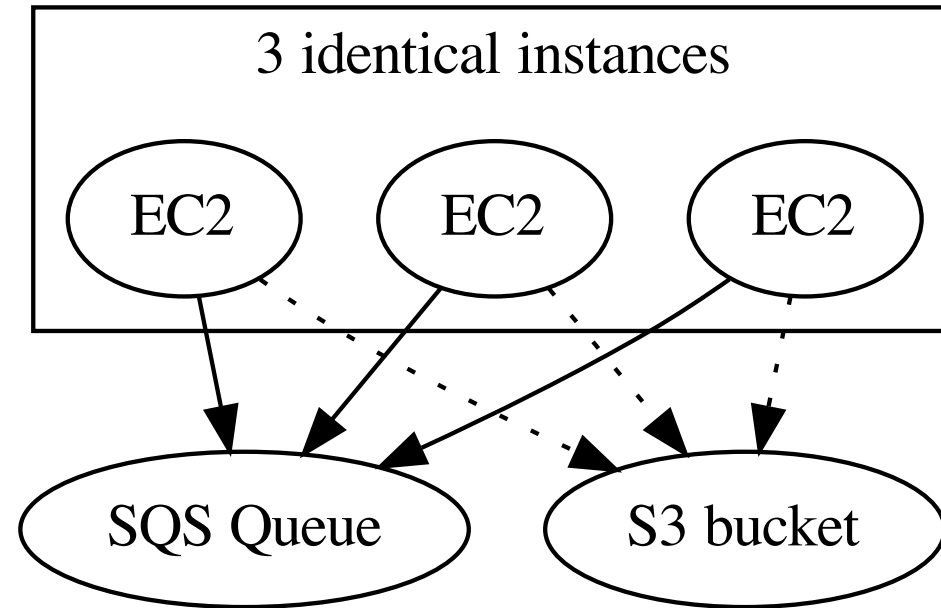 3 identical instances
EC2
EC2
EC2
SQS Queue
S3 bucket